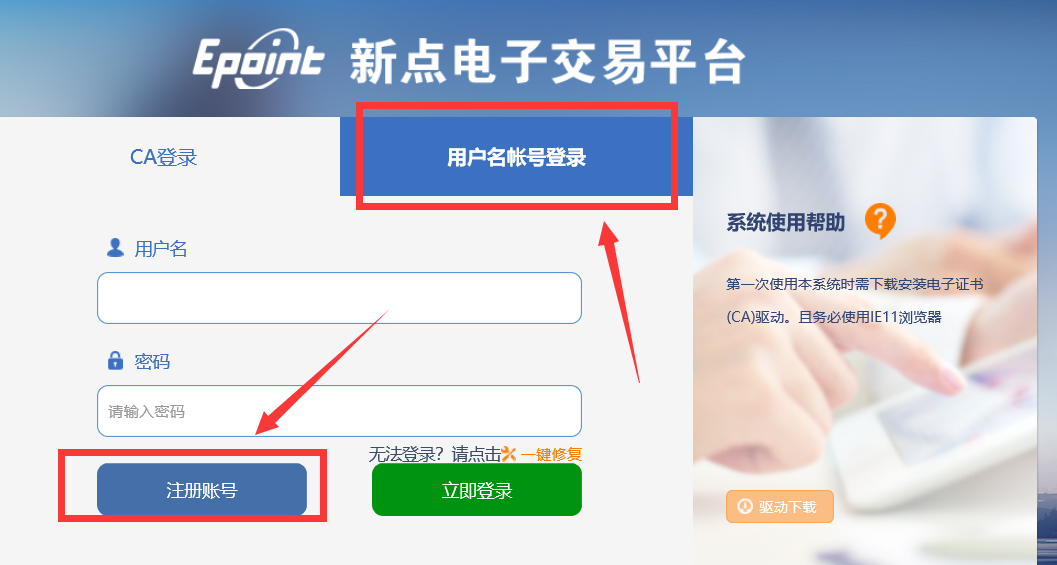 Epoint 新点电子交易平台
CA登录
用户名帐号登录
用户名
密码
请输入密码
无法登录？请点击 一键修复
注册账号
立即登录
系统使用帮助
第一次使用本系统时需下载安装电子证书
(CA)驱动。且务必使用IE11浏览器
驱动下载